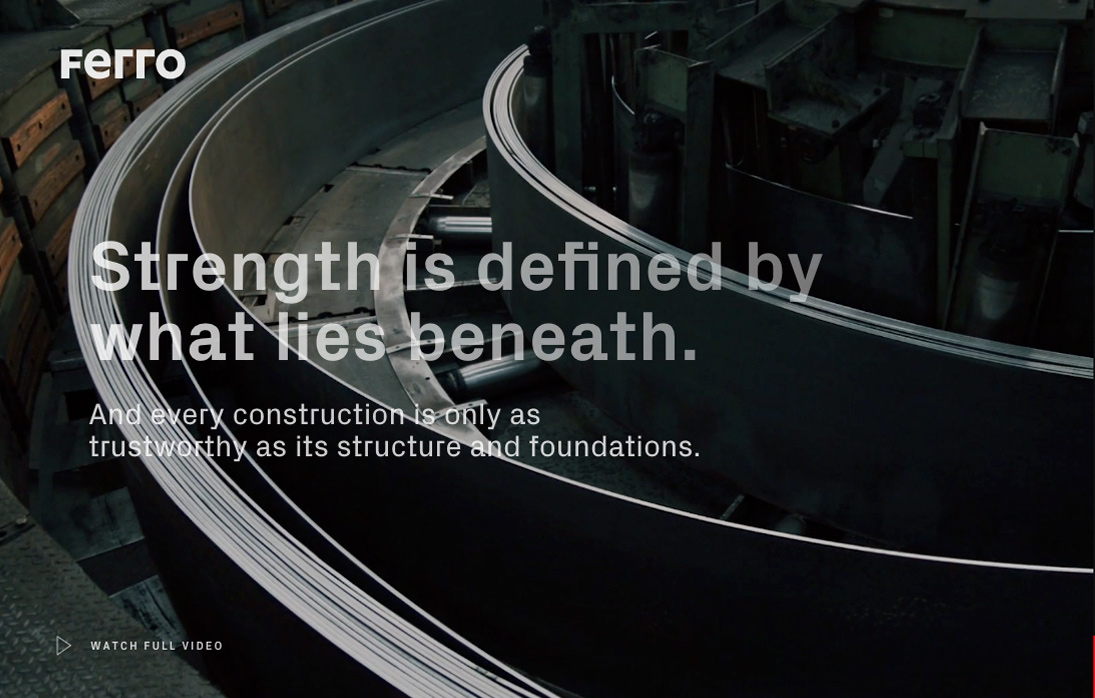 Ferro
Strength is defined by
what lies beneath.
And every construction is only as
trustworthy as its structure and foundations.
WATCH FULL VIDEO